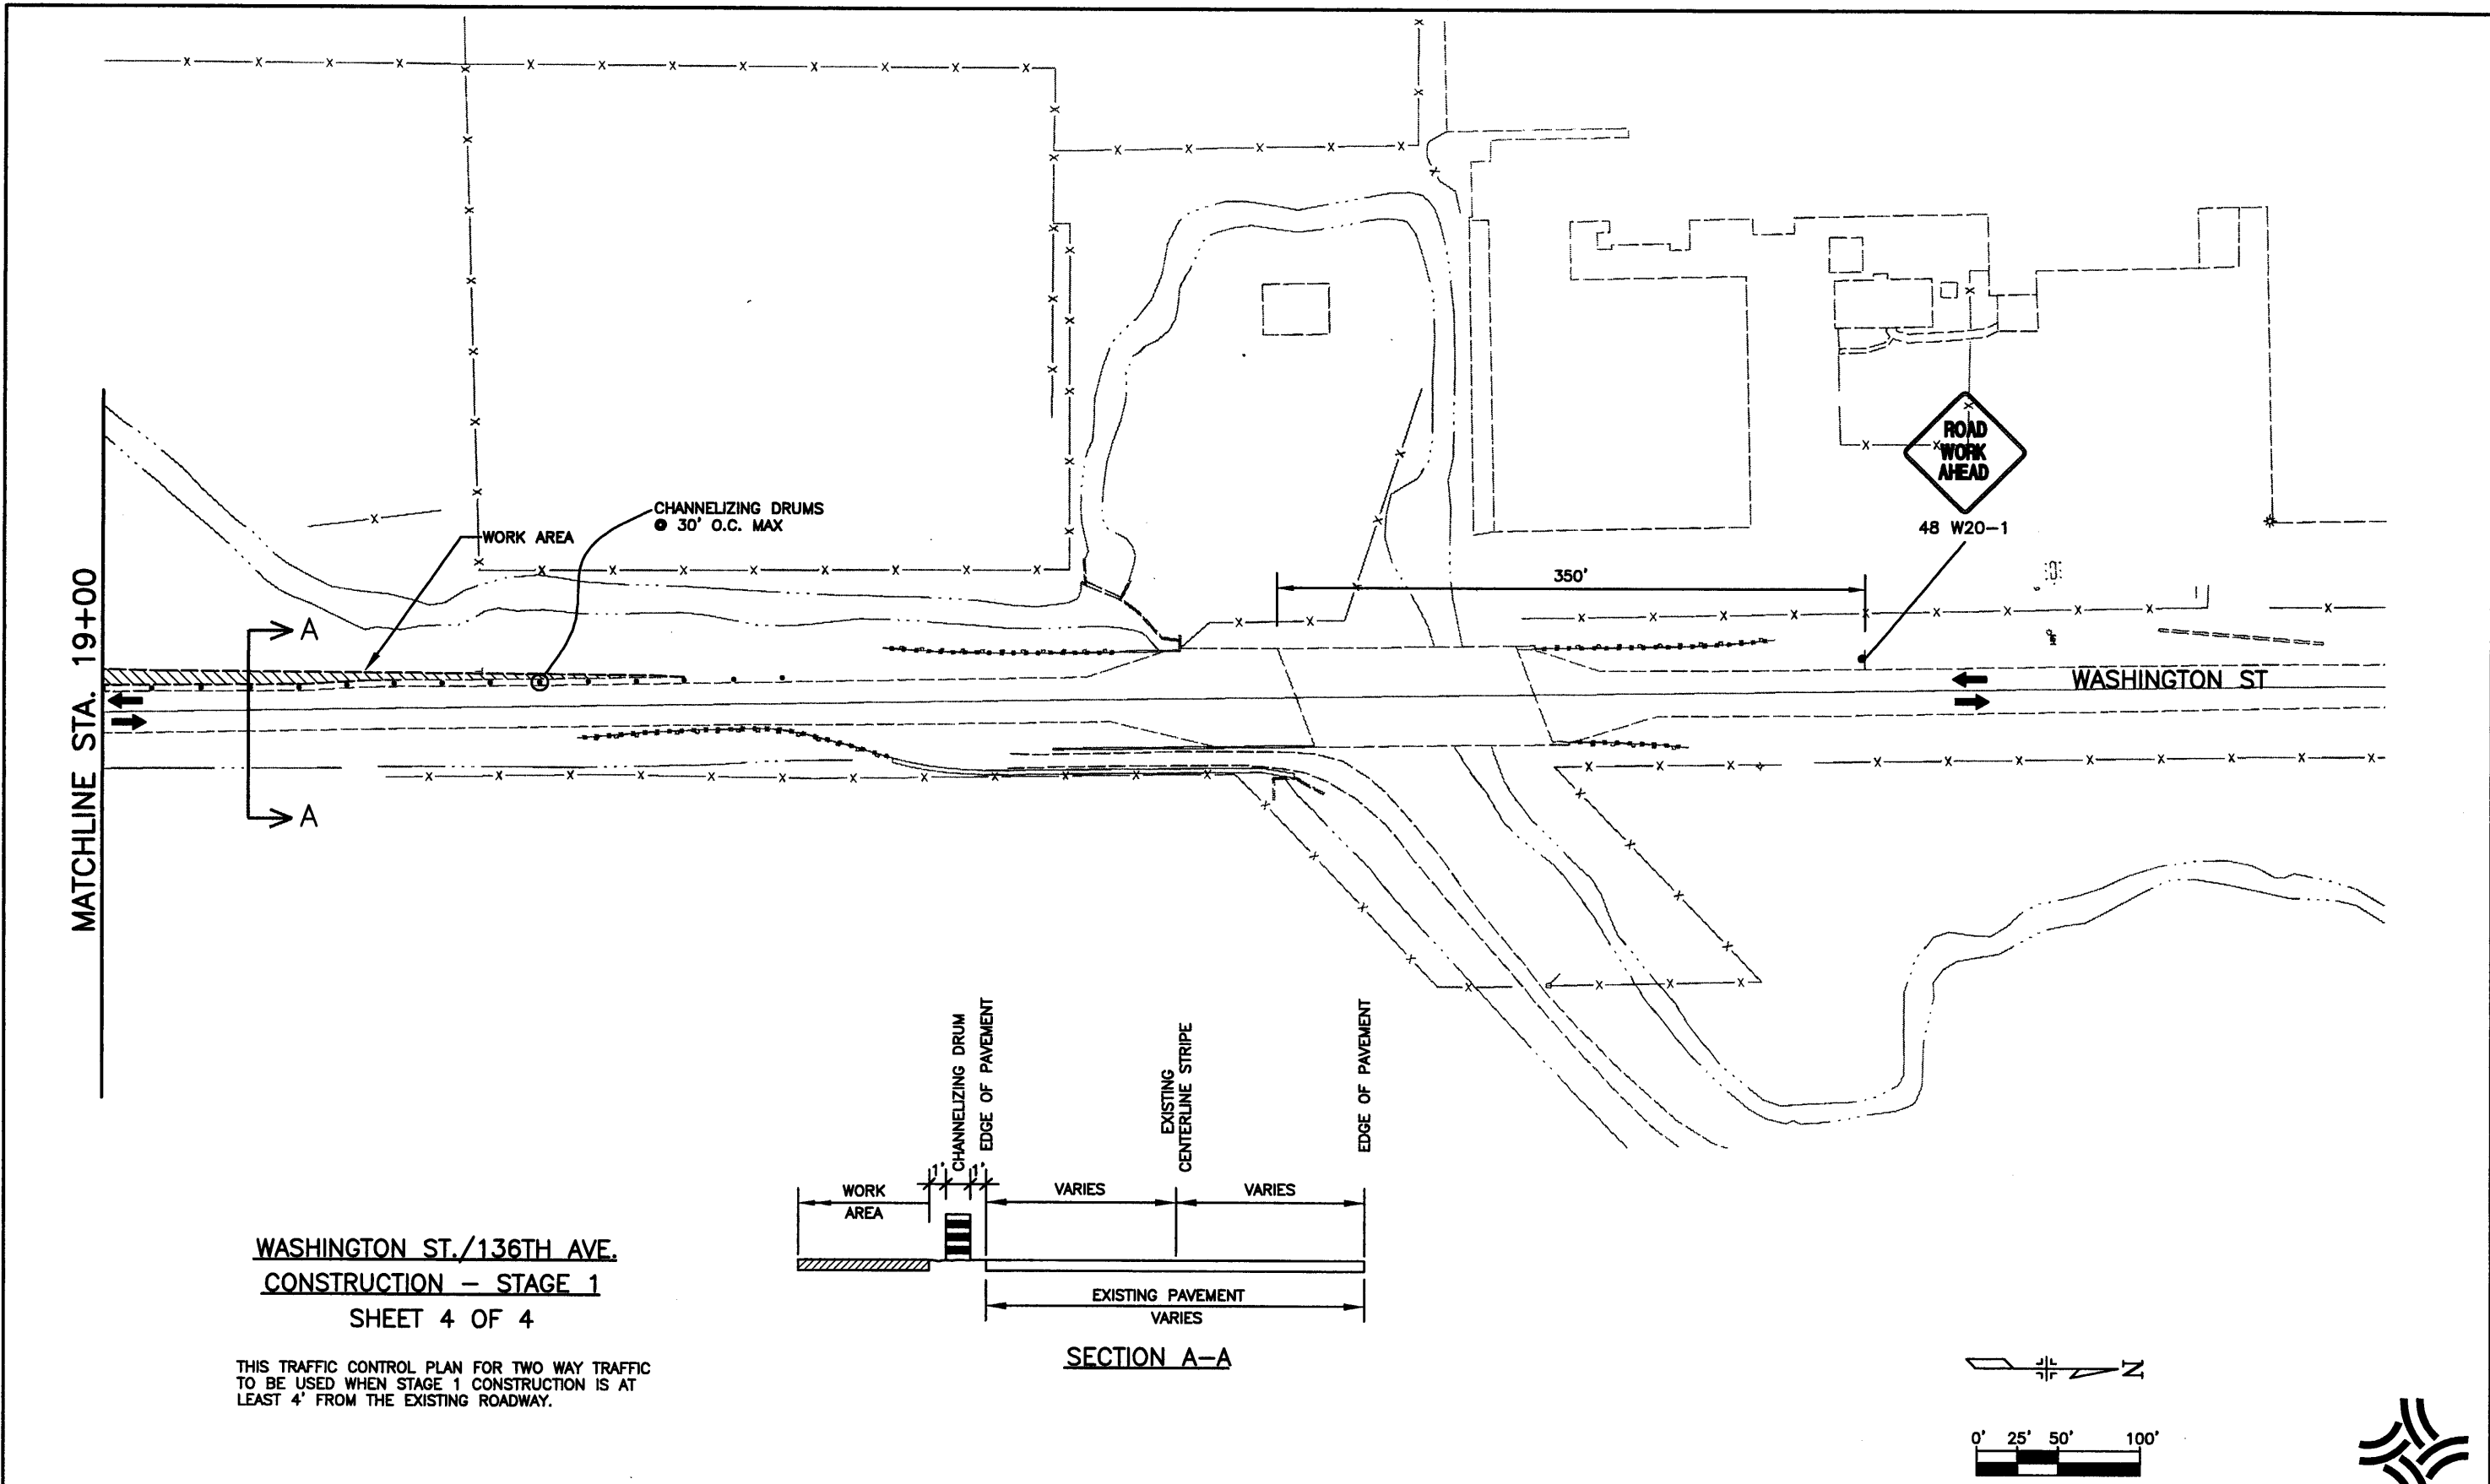 ROAD
WORK
AHEAD
48 W20-1
CHANNELIZING DRUMS
@ 30' O.C. MAX
WORK AREA
350'
MATCHLINE STA. 19+00
A
A
WASHINGTON ST
CHANNELIZING DRUM
EDGE OF PAVEMENT
EXISTING
CENTERLINE STRIPE
EDGE OF PAVEMENT
1'
1'
WORK
AREA
VARIES
VARIES
EXISTING PAVEMENT
VARIES
SECTION A-A
WASHINGTON ST./136TH AVE.
CONSTRUCTION - STAGE 1
SHEET 4 OF 4
THIS TRAFFIC CONTROL PLAN FOR TWO WAY TRAFFIC
TO BE USED WHEN STAGE 1 CONSTRUCTION IS AT
LEAST 4' FROM THE EXISTING ROADWAY.
N
0' 25' 50' 100'